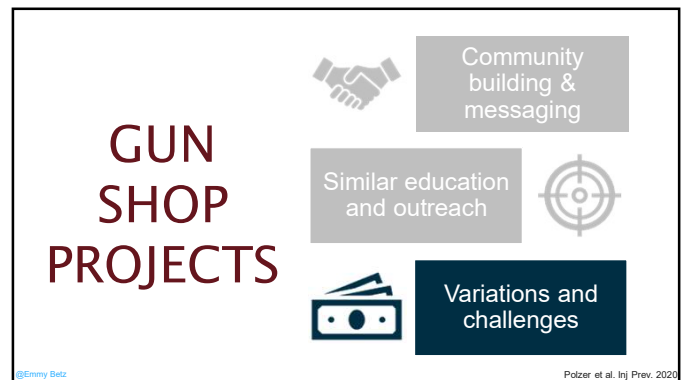 GUN
SHOP
PROJECTS
Community
building &
messaging
Similar education
and outreach
Variations and
challenges
@Emmy Betz
Polzer et al. Inj Prev. 2020